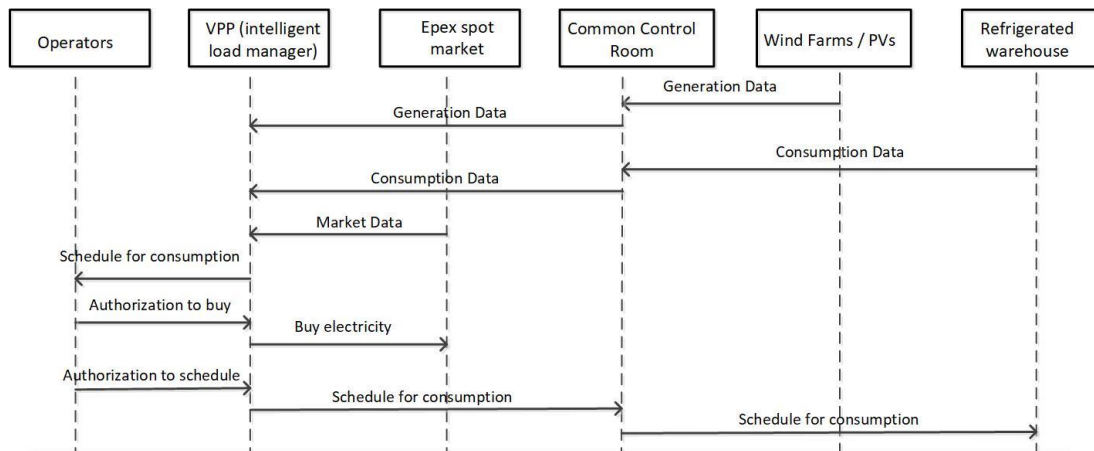 Operators
VPP (intelligent
load manager)
Epex spot
market
Common Control
Room
Wind Farms / PVs
Refrigerated
warehouse
Generation Data
Generation Data
Consumption Data
Consumption Data
Market Data
Schedule for consumption
Authorization to buy
Buy electricity
Authorization to schedule
Schedule for consumption
Schedule for consumption